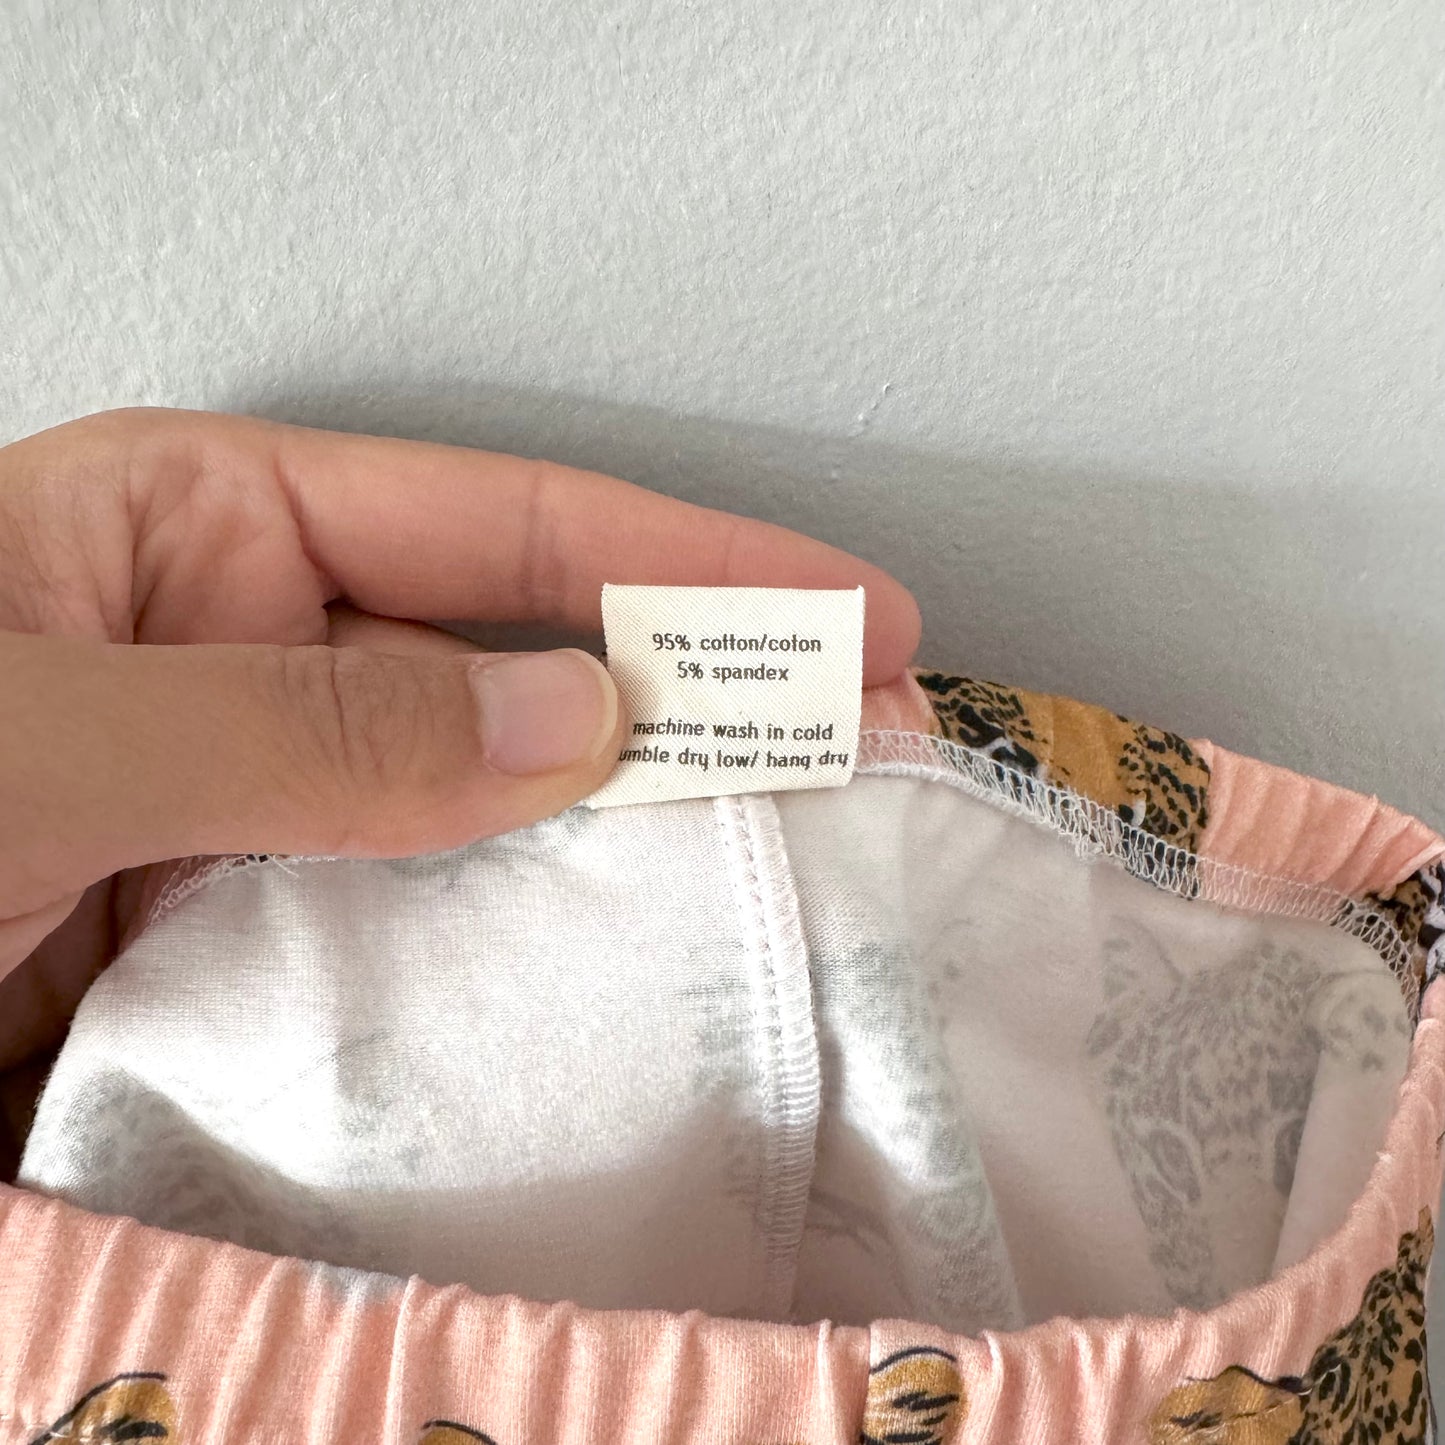 95% cotton/coton
5% spandex
machine wash in cold
umble dry low/ hang dry